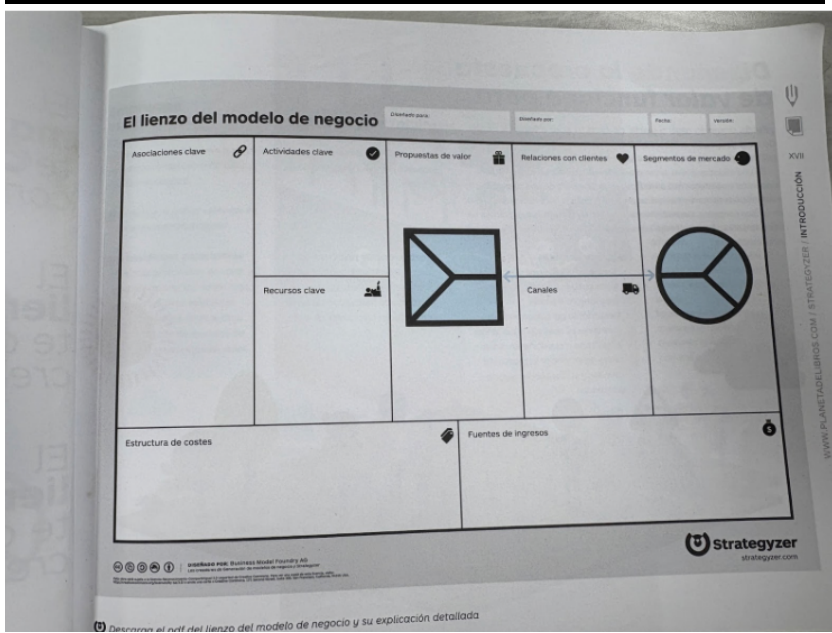 El lienzo del modelo de negocio
Diseñado para:
Diseñado por:
Fecha:
Versión:
Asociaciones clave
Actividades clave
Propuestas de valor
Relaciones con clientes
Segmentos de mercado
Recursos clave
Canales
Estructura de costes
Fuentes de ingresos
DISEÑADO POR: Business Model Foundry AG
Strategyzer
strategyzer.com
Descarga el pdf del lienzo del modelo de negocio y su explicación detallada
XVII
WWW.PLANETADELIBROS.COM / STRATEGYZER / INTRODUCCIÓN